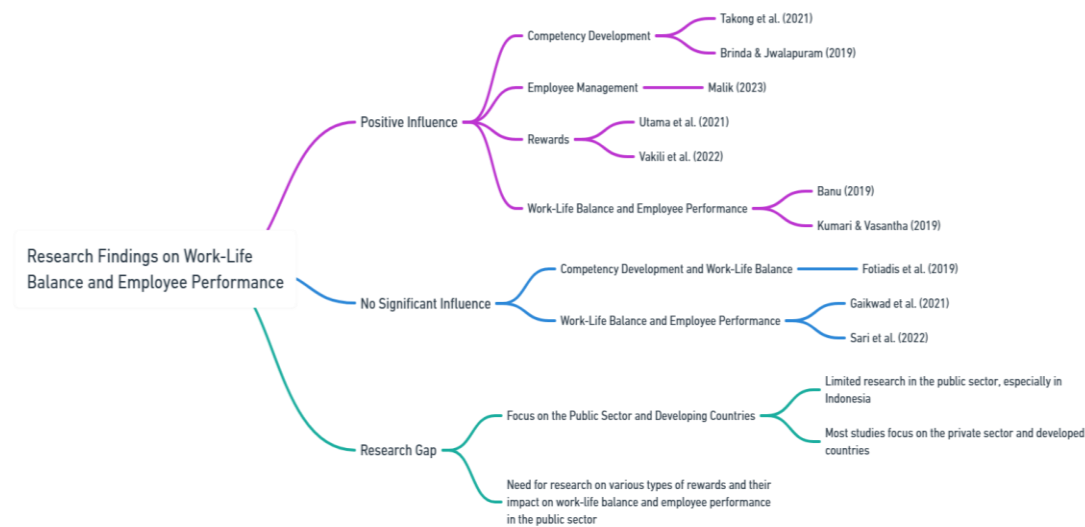 Research Findings on Work-Life
Balance and Employee Performance
Positive Influence
Competency Development
Takong et al. (2021)
Brinda & Jwalapuram (2019)
Employee Management
Malik (2023)
Rewards
Utama et al. (2021)
Vakili et al. (2022)
Work-Life Balance and Employee Performance
Banu (2019)
Kumari & Vasantha (2019)
No Significant Influence
Competency Development and Work-Life Balance
Fotiadis et al. (2019)
Work-Life Balance and Employee Performance
Gaikwad et al. (2021)
Sari et al. (2022)
Research Gap
Focus on the Public Sector and Developing Countries
Limited research in the public sector, especially in
Indonesia
Most studies focus on the private sector and developed
countries
Need for research on various types of rewards and their
impact on work-life balance and employee performance
in the public sector